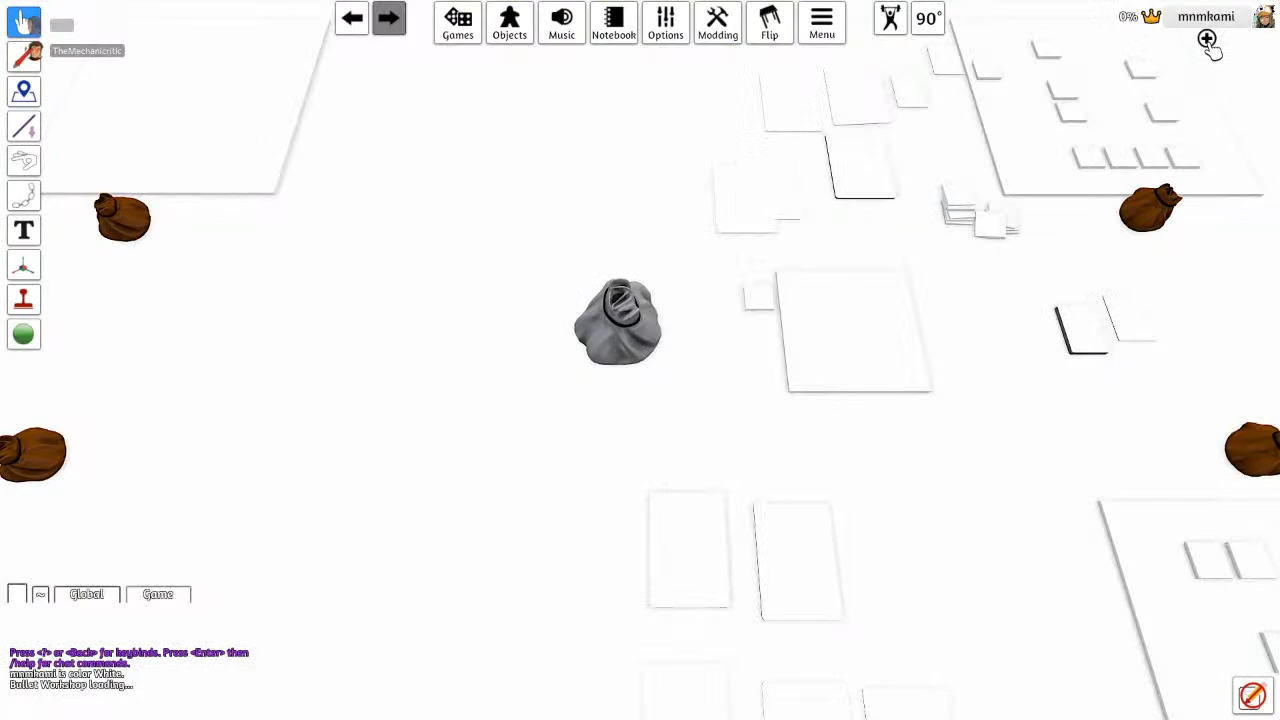 Games
Objects
Music
Notebook
Options
Modding
Flip
Menu
90°
0%
mnmkami
TheMechanicritic
T
~
Global
Game
Press <?> or <Back> for keybinds. Press <Enter> then
/help for chat commands.
mnmkami is color White.
Bullet Workshop loading...